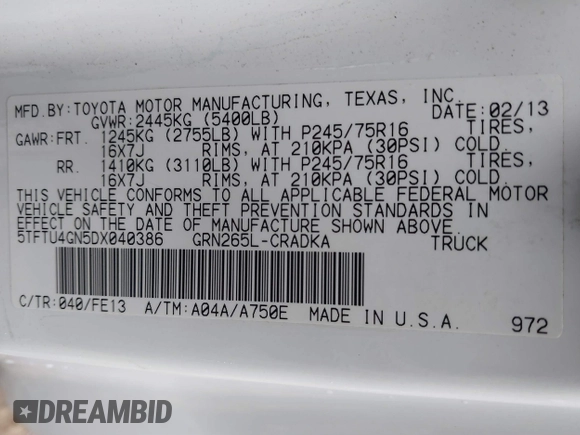 MFD.BY:TOYOTA MOTOR MANUFACTURING, TEXAS, INC.
GVWR:2445KG (5400LB) DATE:02/13
GAWR:FRT. 1245KG (2755LB) WITH P245/75R16 TIRES,
16X7J RIMS, AT 210KPA (30PSI) COLD.
RR. 1410KG (3110LB) WITH P245/75R16 TIRES,
16X7J RIMS, AT 210KPA (30PSI) COLD.
THIS VEHICLE CONFORMS TO ALL APPLICABLE FEDERAL MOTOR
VEHICLE SAFETY AND THEFT PREVENTION STANDARDS IN
EFFECT ON THE DATE OF MANUFACTURE SHOWN ABOVE.
5TFTU4GN5DX040386 GRN265L-CRADKA TRUCK
C/TR:040/FE13 A/TM:A04A/A750E MADE IN U.S.A. 972
DREAMBID